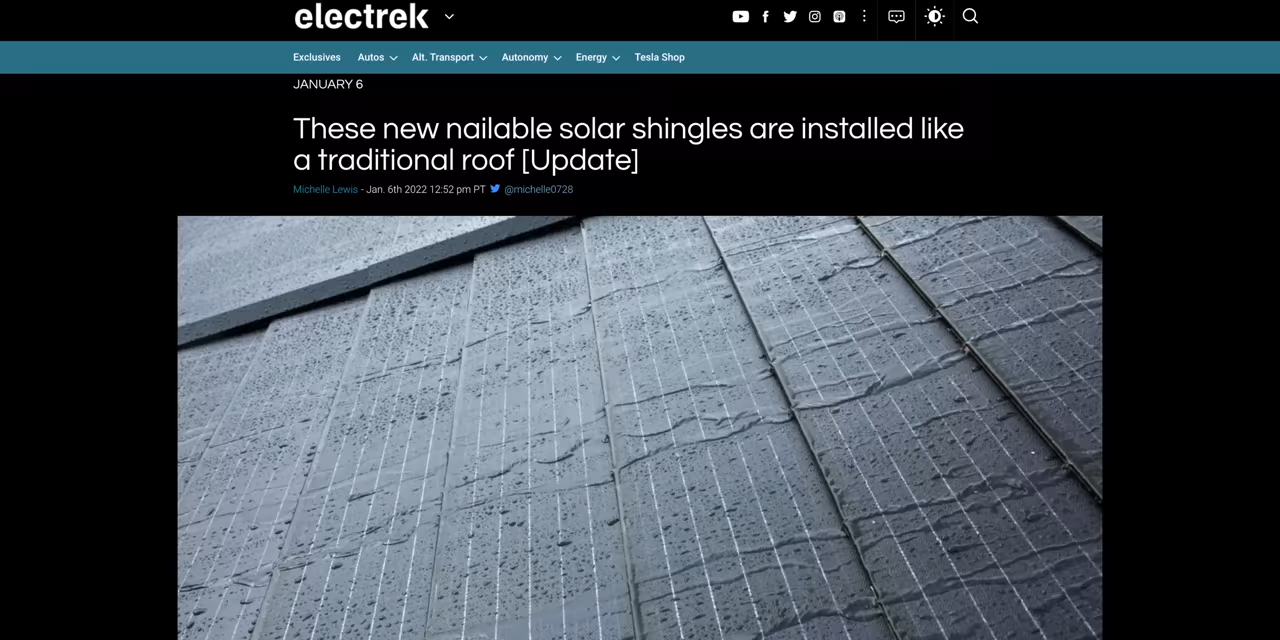 electrek
Exclusives Autos Alt. Transport Autonomy Energy Tesla Shop
JANUARY 6
These new nailable solar shingles are installed like
a traditional roof [Update]
Michelle Lewis - Jan. 6th 2022 12:52 pm PT @michelle0728